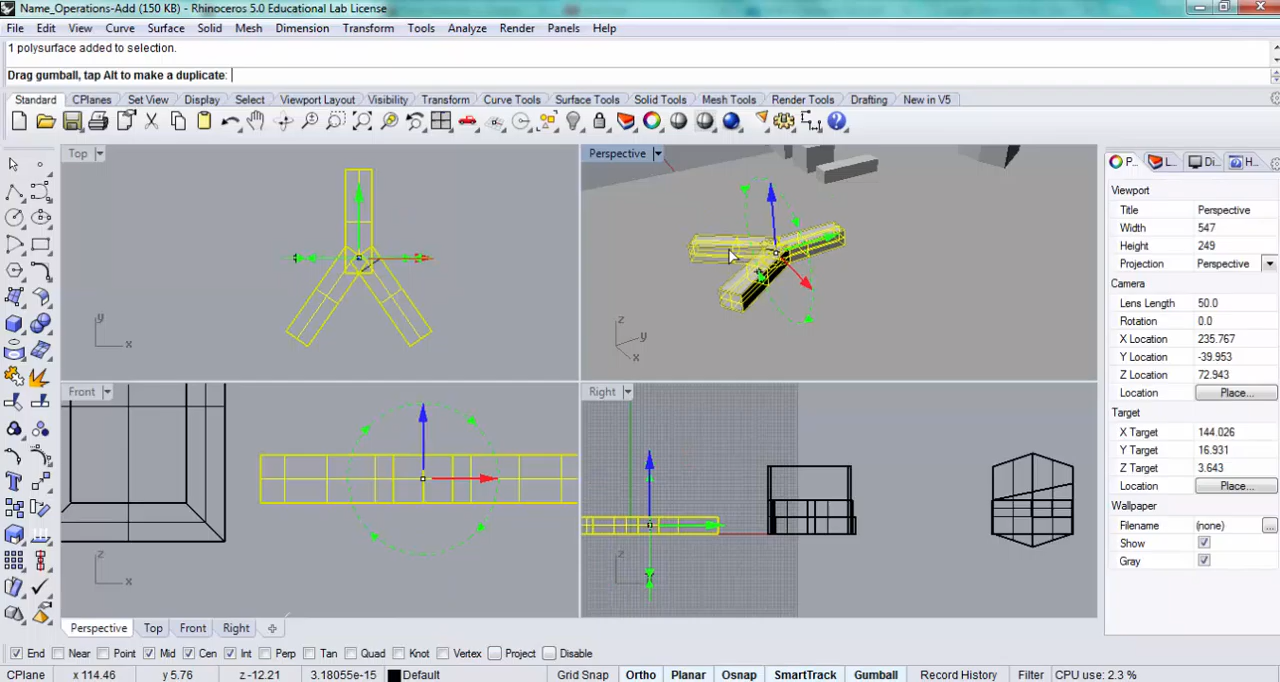 Name_Operations-Add (150 KB) - Rhinoceros 5.0 Educational Lab License
File Edit View Curve Surface Solid Mesh Dimension Transform Tools Analyze Render Panels Help
1 polysurface added to selection.
Drag gumball, tap Alt to make a duplicate:
Standard CPlanes Set View Display Select Viewport Layout Visibility Transform Curve Tools Surface Tools Solid Tools Mesh Tools Render Tools Drafting New in V5
Top
Perspective
P... L... Di... H...
Viewport
Title Perspective
Width 547
Height 249
Projection Perspective
Camera
Lens Length 50.0
Rotation 0.0
X Location 235.767
Y Location -39.953
Z Location 72.943
Location Place...
Target
X Target 144.026
Y Target 16.931
Z Target 3.643
Location Place...
Wallpaper
Filename (none) ...
Show
Gray
y
x
z
y
x
Front
Right
z
x
z
Perspective Top Front Right
End Near Point Mid Cen Int Perp Tan Quad Knot Vertex Project Disable
CPlane x 114.46 y 5.76 z -12.21 3.18055e-15 Default Grid Snap Ortho Planar Osnap SmartTrack Gumball Record History Filter CPU use: 2.3 %